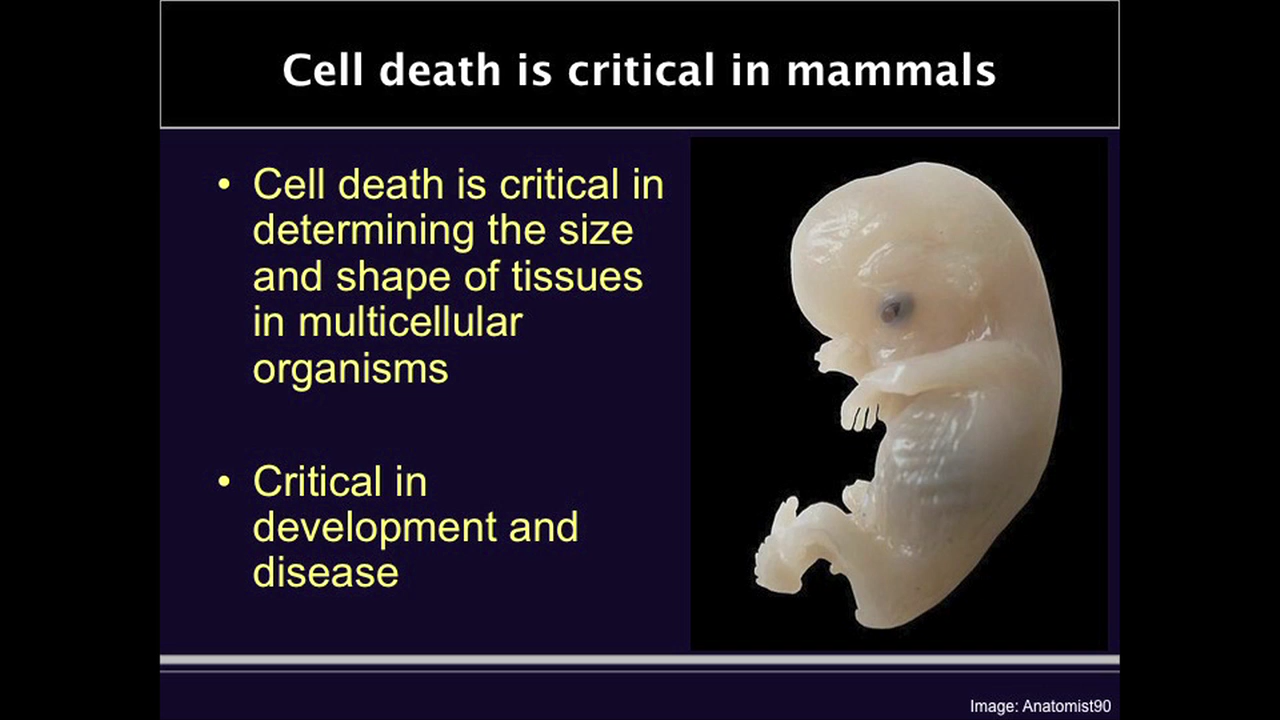 Cell death is critical in mammals
• Cell death is critical in
determining the size
and shape of tissues
in multicellular
organisms
• Critical in
development and
disease
Image: Anatomist90